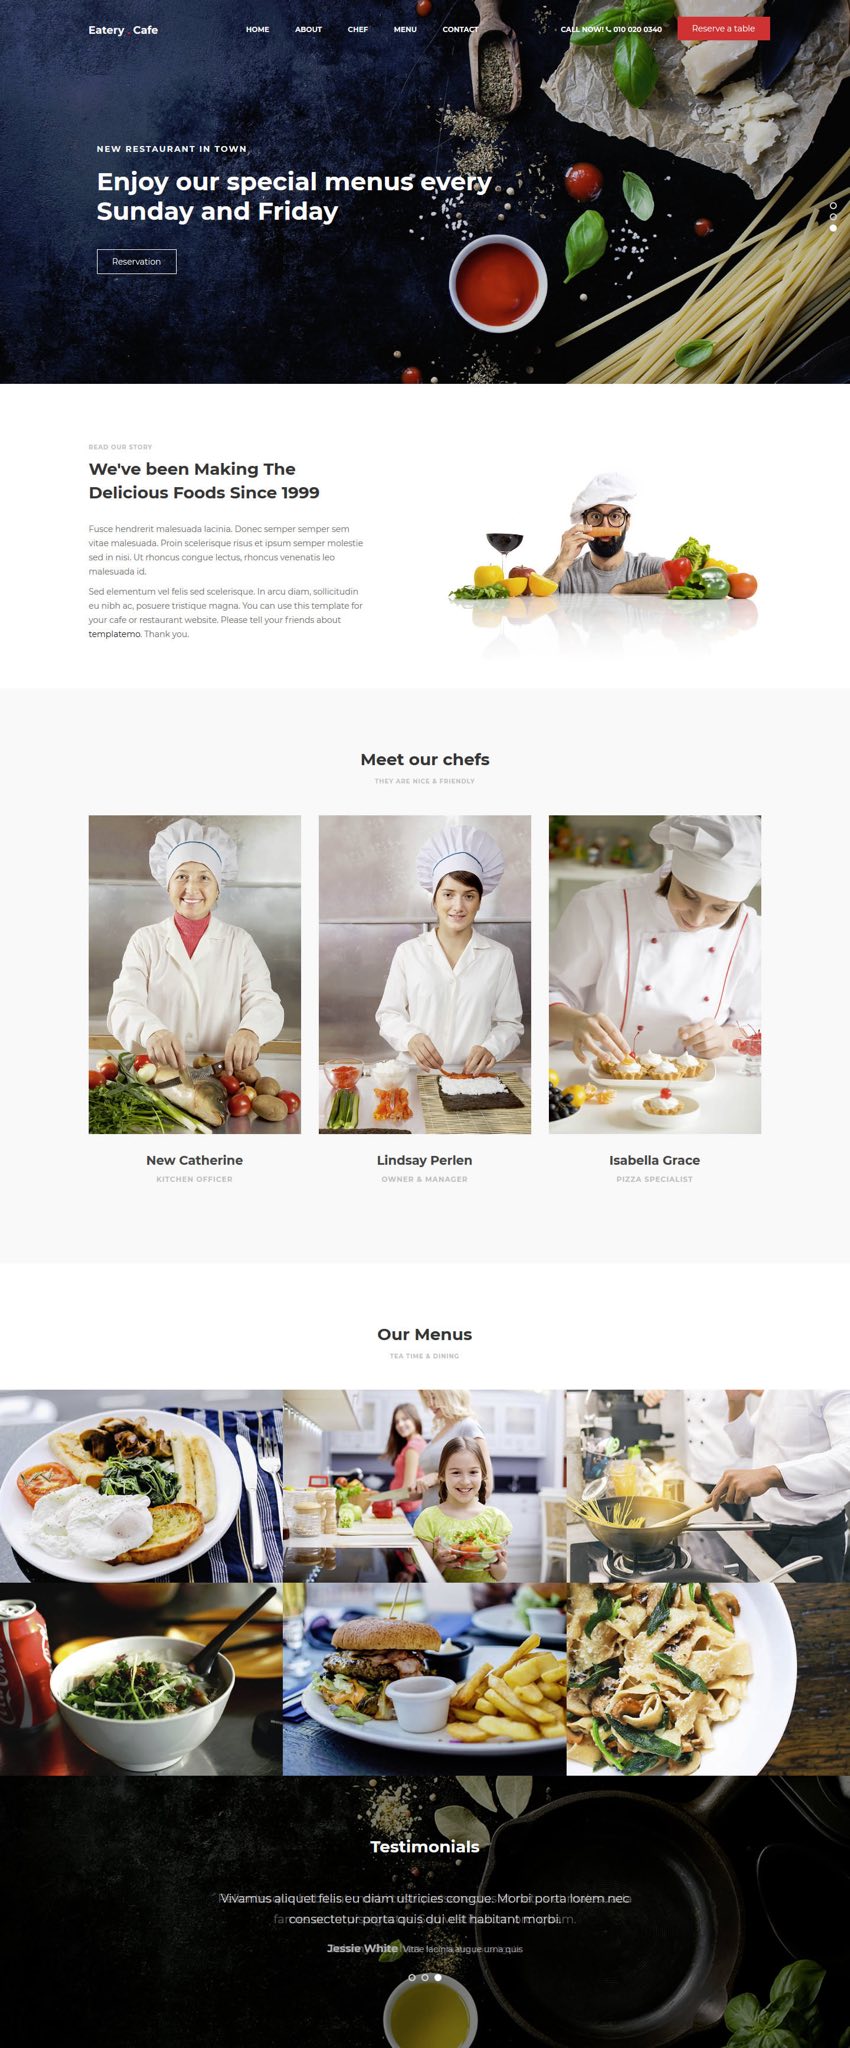 Eatery . Cafe
HOME ABOUT CHEF MENU CONTACT
CALL NOW! 010 020 0340
Reserve a table
NEW RESTAURANT IN TOWN
Enjoy our special menus every
Sunday and Friday
Reservation
READ OUR STORY
We've been Making The
Delicious Foods Since 1999
Fusce hendrerit malesuada lacinia. Donec semper semper sem
vitae malesuada. Proin scelerisque risus et ipsum semper molestie
sed in nisi. Ut rhoncus congue lectus, rhoncus venenatis leo
malesuada id.
Sed elementum vel felis sed scelerisque. In arcu diam, sollicitudin
eu nibh ac, posuere tristique magna. You can use this template for
your cafe or restaurant website. Please tell your friends about
templatemo. Thank you.
Meet our chefs
THEY ARE NICE & FRIENDLY
New Catherine
KITCHEN OFFICER
Lindsay Perlen
OWNER & MANAGER
Isabella Grace
PIZZA SPECIALIST
Our Menus
TEA TIME & DINING
Testimonials
Vivamus aliquet felis eu diam ultricies congue. Morbi porta lorem nec
consectetur porta quis dui elit habitant morbi.
Jessie White Vitae lacinia augue urna quis